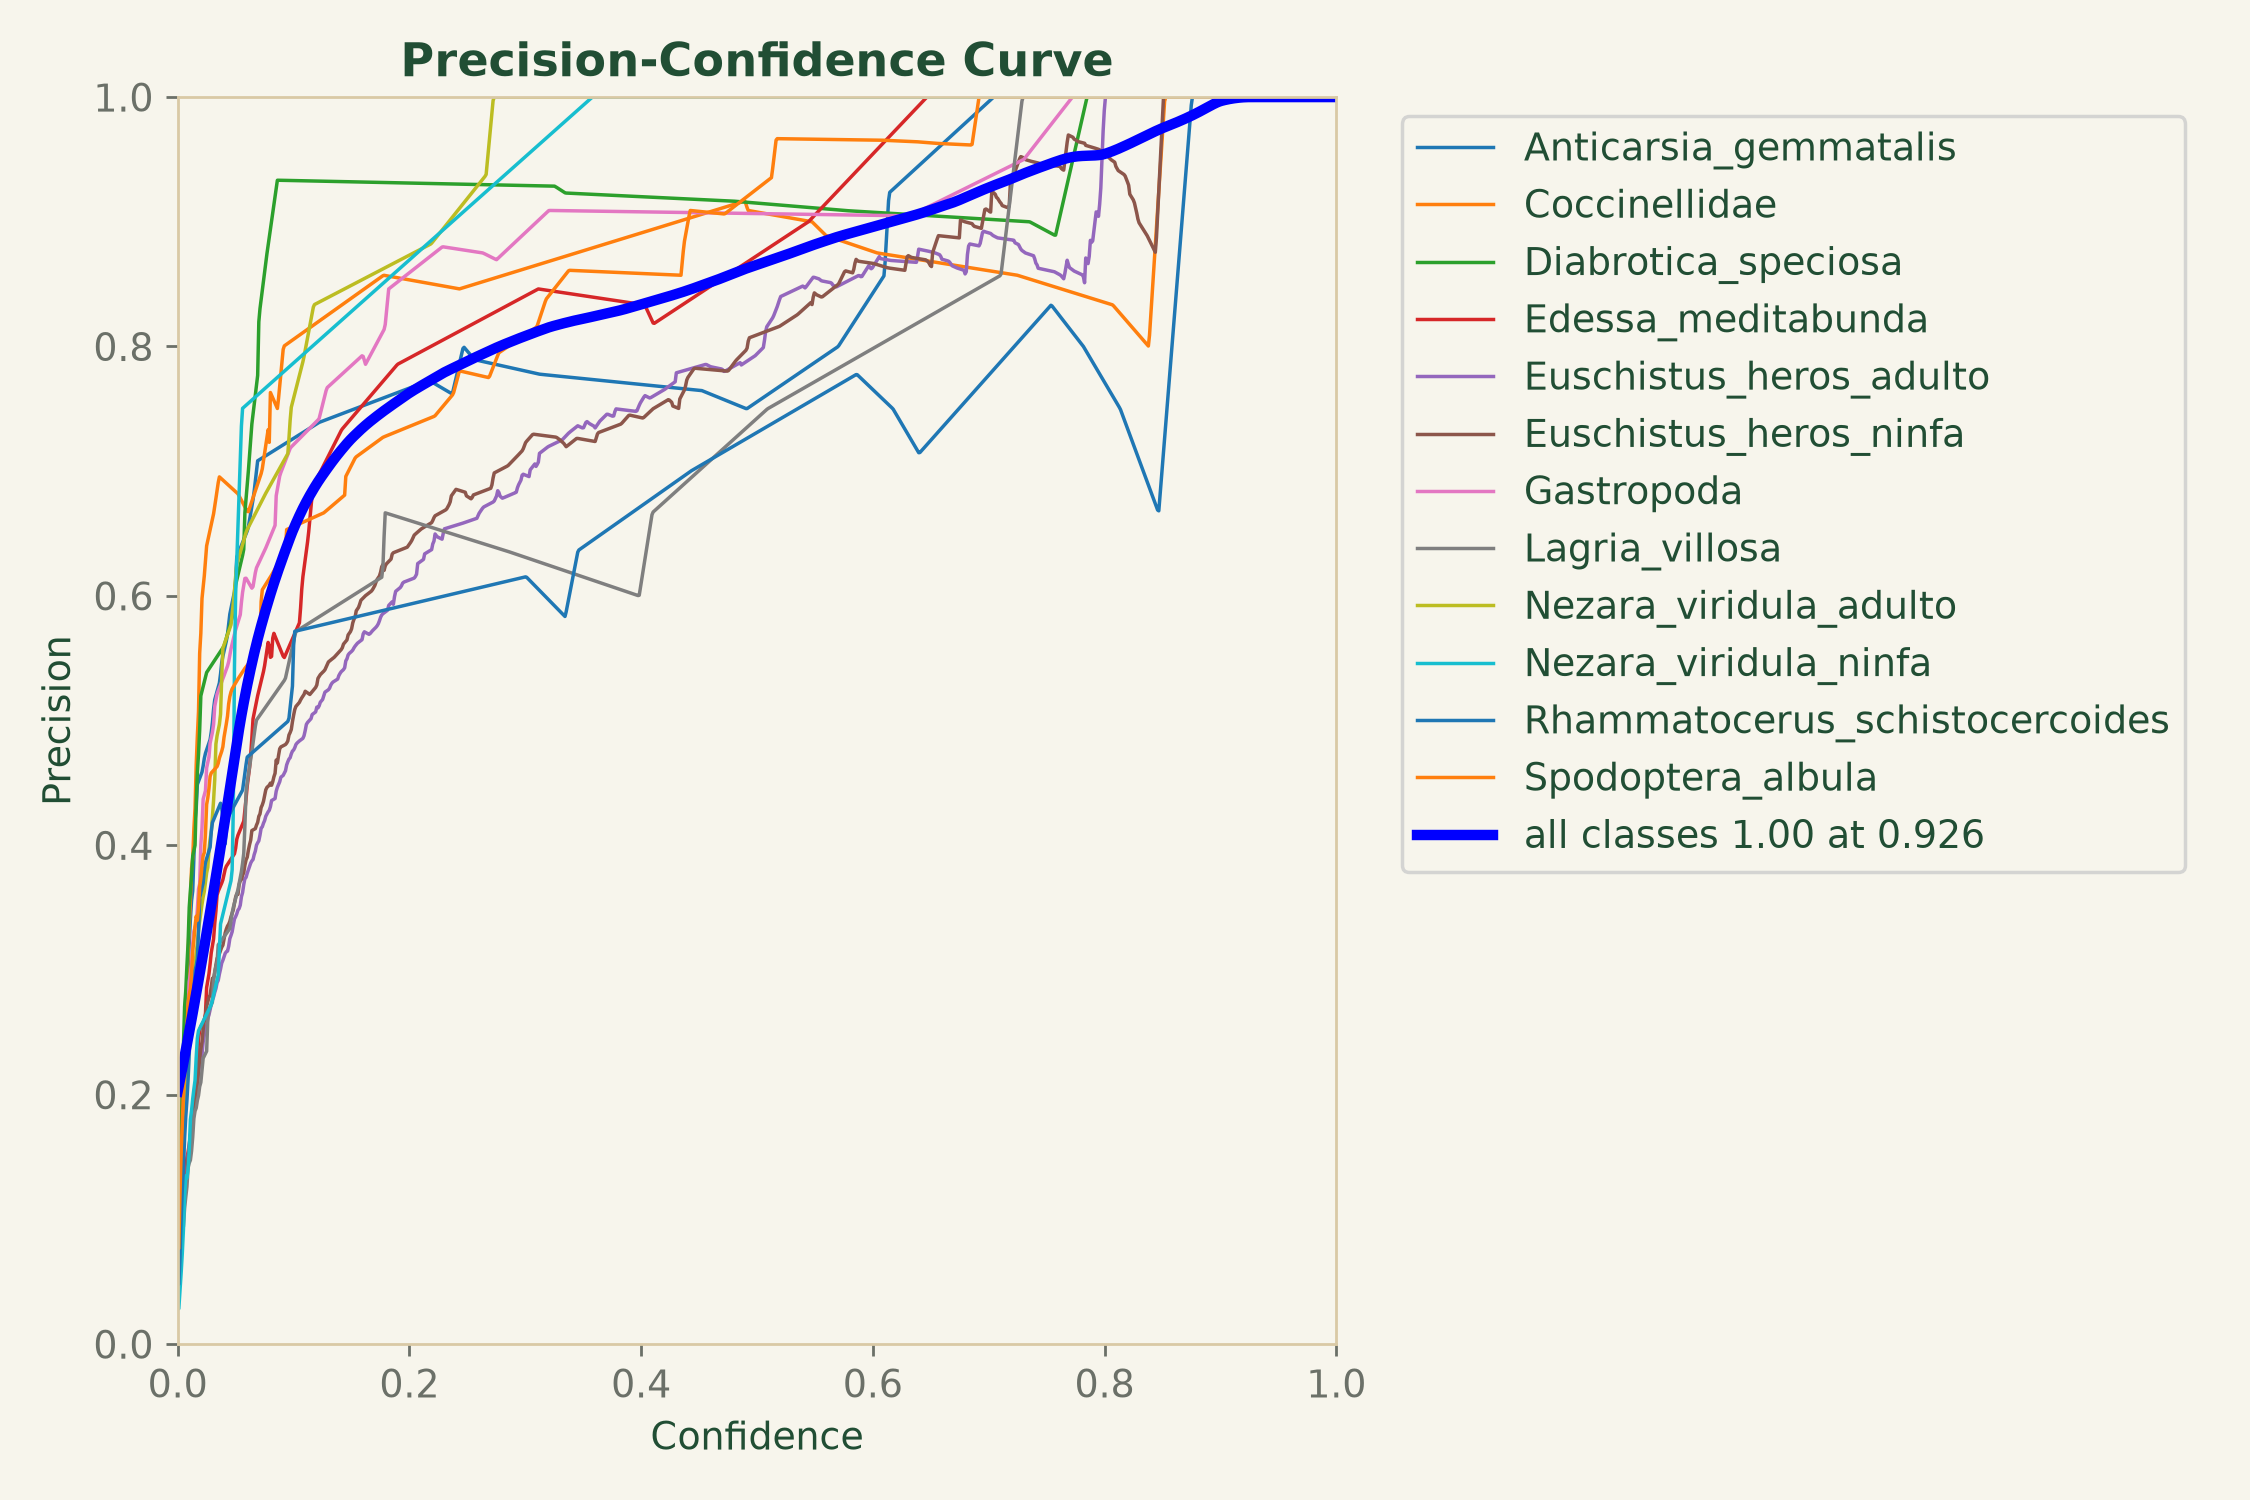 Precision-Confidence Curve
1.0
0.8
0.6
0.4
0.2
0.0
Precision
0.0 0.2 0.4 0.6 0.8 1.0
Confidence
Anticarsia_gemmatalis
Coccinellidae
Diabrotica_speciosa
Edessa_meditabunda
Euschistus_heros_adulto
Euschistus_heros_ninfa
Gastropoda
Lagria_villosa
Nezara_viridula_adulto
Nezara_viridula_ninfa
Rhammatocerus_schistocercoides
Spodoptera_albula
all classes 1.00 at 0.926